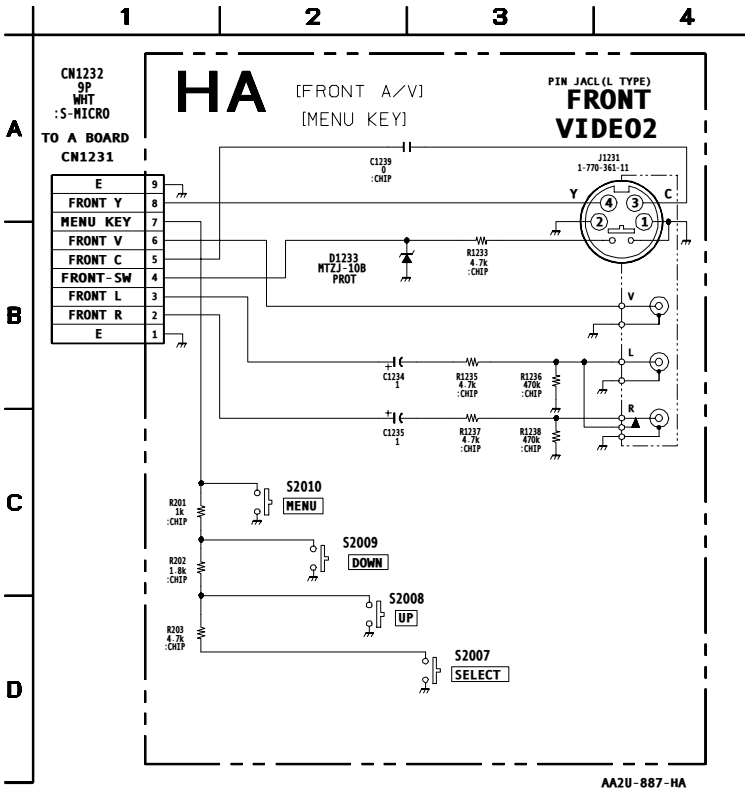 1 2 3 4
A
B
C
D
CN1232
9P
WHT
:S-MICRO
TO A BOARD
CN1231
HA
[FRONT A/V]
[MENU KEY]
PIN JACL(L TYPE)
FRONT
VIDEO2
J1231
1-770-361-11
C1239
0
:CHIP
E 9
FRONT Y 8
MENU KEY 7
FRONT V 6
FRONT C 5
FRONT-SW 4
FRONT L 3
FRONT R 2
E 1
Y
C
4
3
2
1
D1233
MTZJ-10B
PROT
R1233
4.7k
:CHIP
V
L
R
+
C1234
1
R1235
4.7k
:CHIP
R1236
470k
:CHIP
+
C1235
1
R1237
4.7k
:CHIP
R1238
470k
:CHIP
R201
1k
:CHIP
S2010
MENU
R202
1.8k
:CHIP
S2009
DOWN
R203
4.7k
:CHIP
S2008
UP
S2007
SELECT
AA2U-887-HA